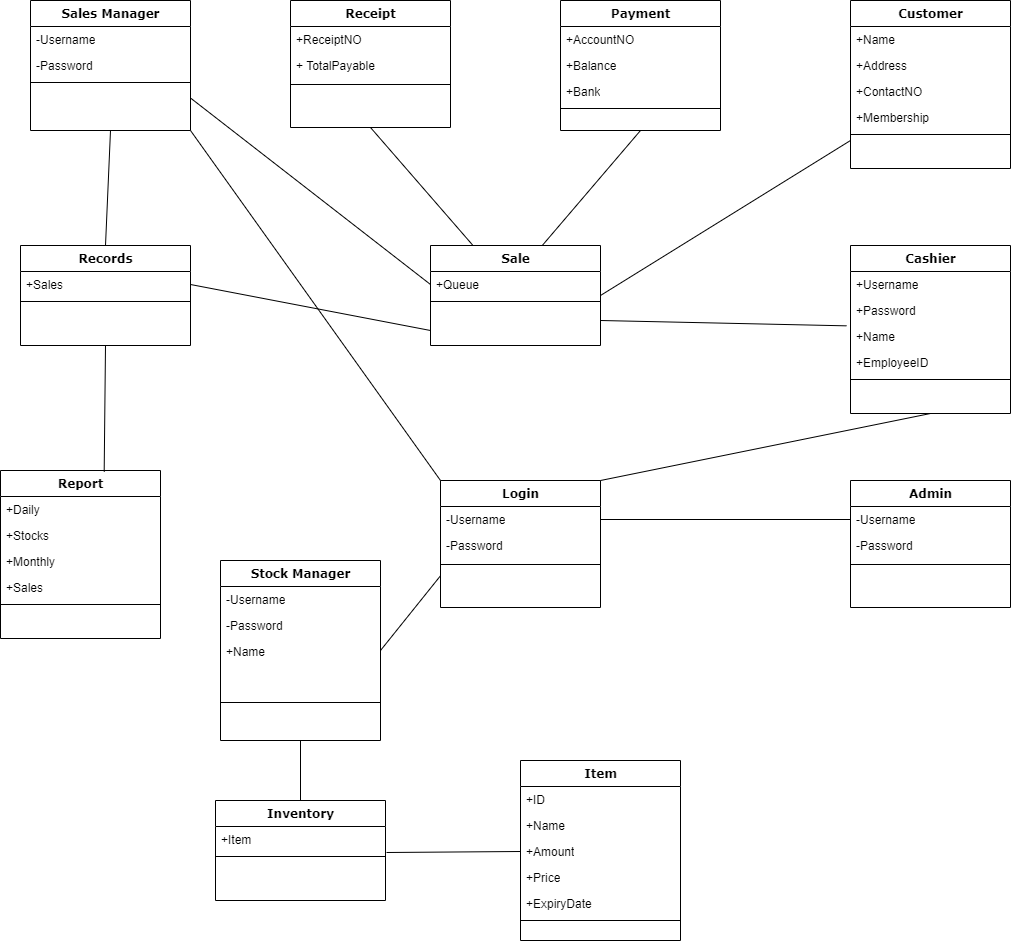 Sales Manager
-Username
-Password
Receipt
+ReceiptNO
+ TotalPayable
Payment
+AccountNO
+Balance
+Bank
Customer
+Name
+Address
+ContactNO
+Membership
Records
+Sales
Sale
+Queue
Cashier
+Username
+Password
+Name
+EmployeeID
Report
+Daily
+Stocks
+Monthly
+Sales
Login
-Username
-Password
Admin
-Username
-Password
Stock Manager
-Username
-Password
+Name
Inventory
+Item
Item
+ID
+Name
+Amount
+Price
+ExpiryDate